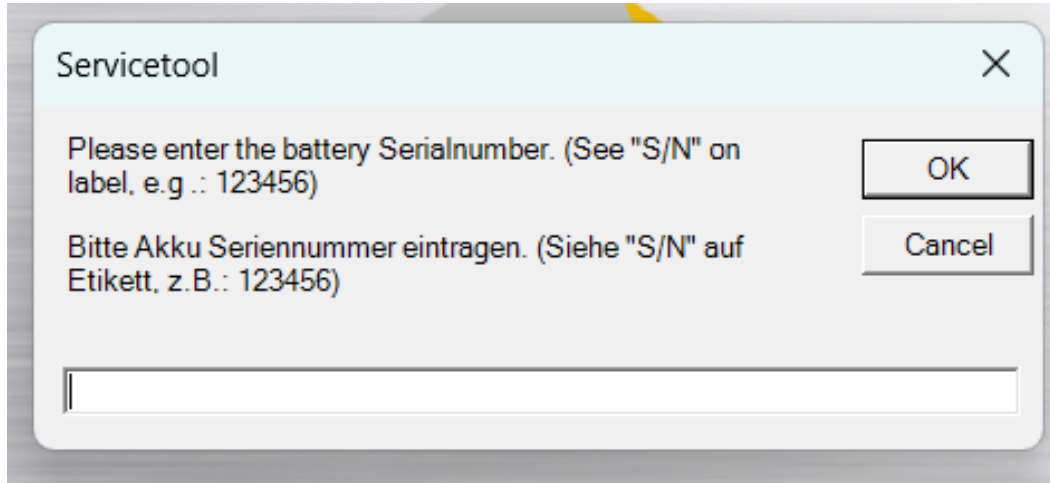 Servicetool
Please enter the battery Serialnumber. (See "S/N" on
label, e.g .: 123456)
OK
Bitte Akku Seriennummer eintragen. (Siehe "S/N" auf
Etikett, z.B.: 123456)
Cancel